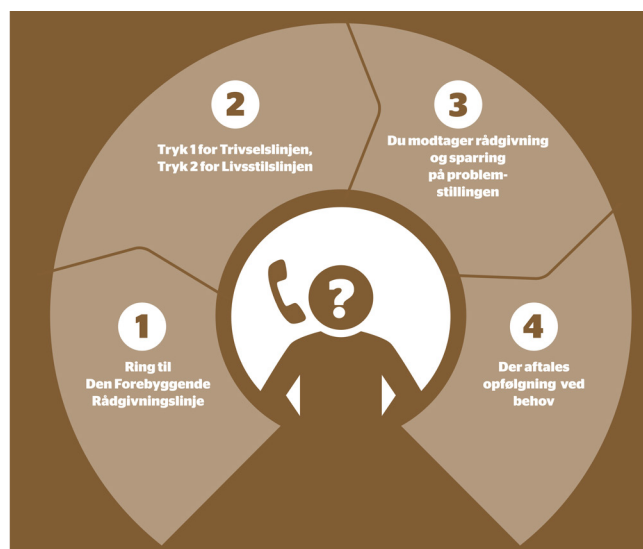 1
Ring til
Den Forebyggende
Rådgivningslinje
2
Tryk 1 for Trivselslinjen,
Tryk 2 for Livsstilslinjen
3
Du modtager rådgivning
og sparring
på problem-
stillingen
4
Der aftales
opfølgning ved
behov
?